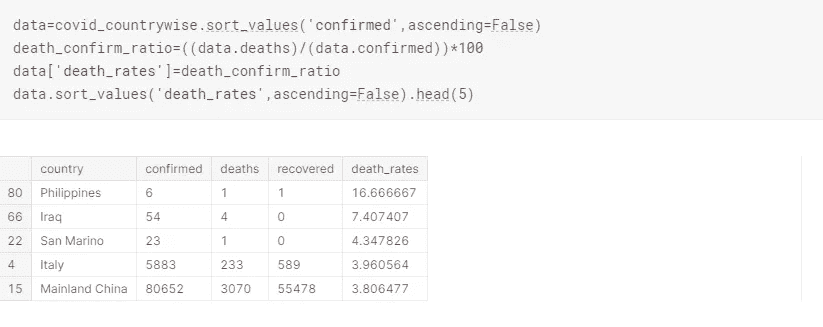 data=covid_countrywise.sort_values('confirmed',ascending=False)
death_confirm_ratio=((data.deaths)/(data.confirmed))*100
data['death_rates']=death_confirm_ratio
data.sort_values('death_rates',ascending=False).head(5)
country confirmed deaths recovered death_rates
80 Philippines 6 1 1 16.666667
66 Iraq 54 4 0 7.407407
22 San Marino 23 1 0 4.347826
4 Italy 5883 233 589 3.960564
15 Mainland China 80652 3070 55478 3.806477